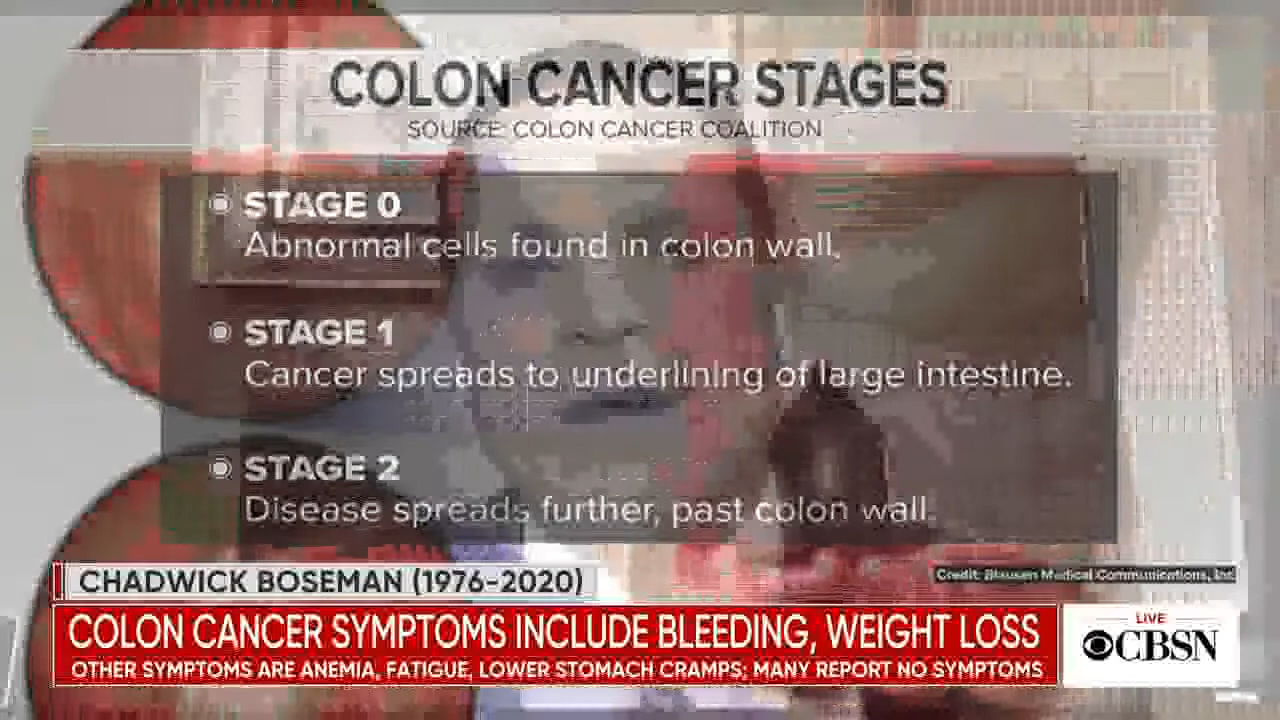 COLON CANCER STAGES
SOURCE: COLON CANCER COALITION
STAGE 0
Abnormal cells found in colon wall.
STAGE 1
Cancer spreads to underlining of large intestine.
STAGE 2
Disease spreads further, past colon wall.
Credit: Blausen Medical Communications, Inc.
CHADWICK BOSEMAN (1976-2020)
COLON CANCER SYMPTOMS INCLUDE BLEEDING, WEIGHT LOSS
OTHER SYMPTOMS ARE ANEMIA, FATIGUE, LOWER STOMACH CRAMPS; MANY REPORT NO SYMPTOMS
LIVE
CBSN